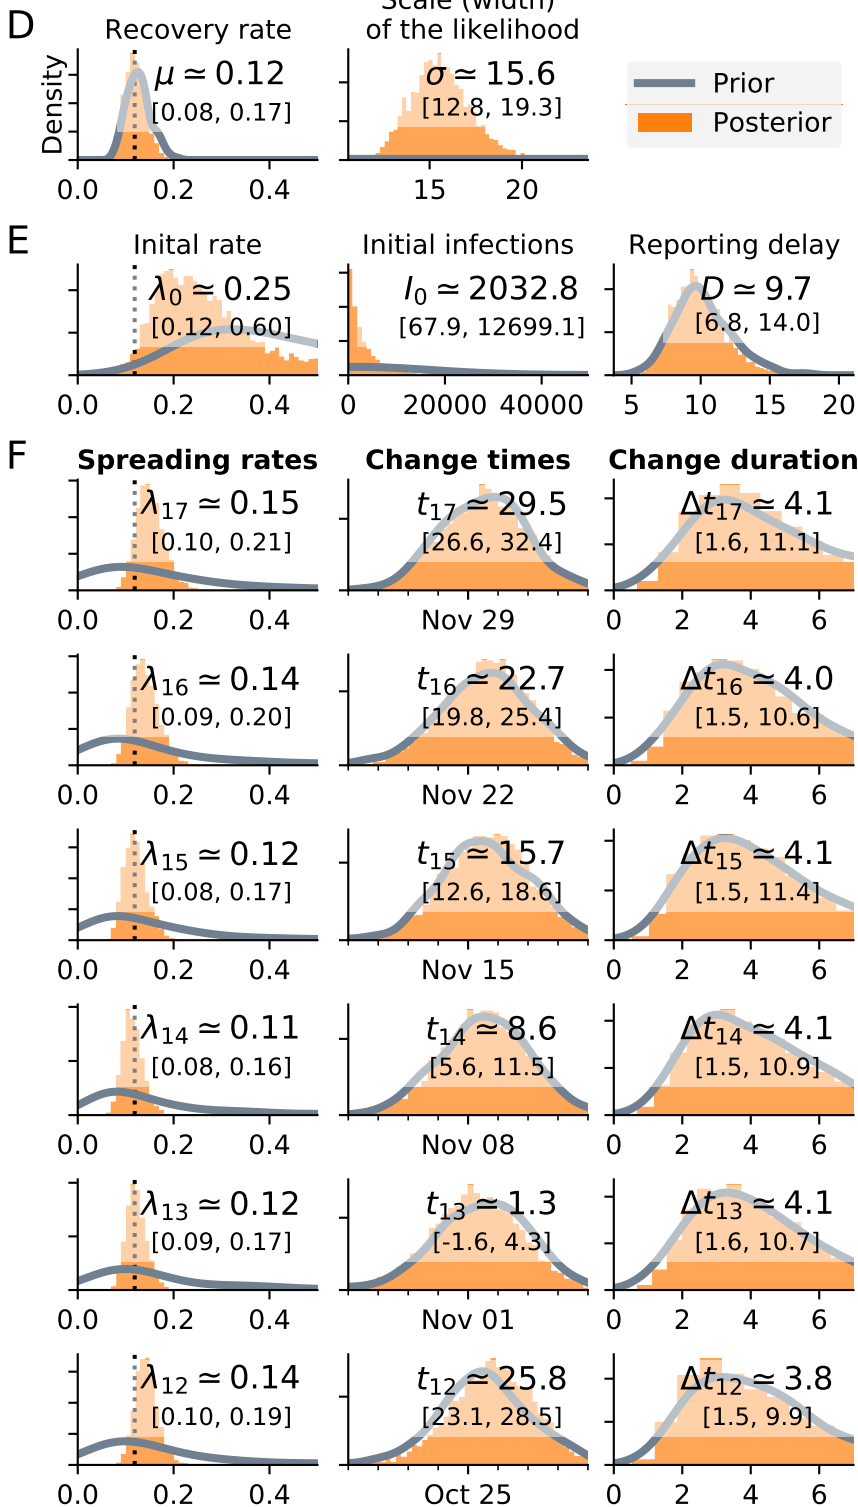 D
Recovery rate
Scale (width)
of the likelihood
Density
μ ≃ 0.12
[0.08, 0.17]
0.0 0.2 0.4
σ ≃ 15.6
[12.8, 19.3]
15 20
Prior
Posterior
E
Inital rate
λ0 ≃ 0.25
[0.12, 0.60]
0.0 0.2 0.4
Initial infections
I0 ≃ 2032.8
[67.9, 12699.1]
0 20000 40000
Reporting delay
D ≃ 9.7
[6.8, 14.0]
5 10 15 20
F
Spreading rates
Change times
Change duration
λ17 ≃ 0.15
[0.10, 0.21]
0.0 0.2 0.4
t17 ≃ 29.5
[26.6, 32.4]
Nov 29
Δt17 ≃ 4.1
[1.6, 11.1]
0 2 4 6
λ16 ≃ 0.14
[0.09, 0.20]
0.0 0.2 0.4
t16 ≃ 22.7
[19.8, 25.4]
Nov 22
Δt16 ≃ 4.0
[1.5, 10.6]
0 2 4 6
λ15 ≃ 0.12
[0.08, 0.17]
0.0 0.2 0.4
t15 ≃ 15.7
[12.6, 18.6]
Nov 15
Δt15 ≃ 4.1
[1.5, 11.4]
0 2 4 6
λ14 ≃ 0.11
[0.08, 0.16]
0.0 0.2 0.4
t14 ≃ 8.6
[5.6, 11.5]
Nov 08
Δt14 ≃ 4.1
[1.5, 10.9]
0 2 4 6
λ13 ≃ 0.12
[0.09, 0.17]
0.0 0.2 0.4
t13 ≃ 1.3
[-1.6, 4.3]
Nov 01
Δt13 ≃ 4.1
[1.6, 10.7]
0 2 4 6
λ12 ≃ 0.14
[0.10, 0.19]
0.0 0.2 0.4
t12 ≃ 25.8
[23.1, 28.5]
Oct 25
Δt12 ≃ 3.8
[1.5, 9.9]
0 2 4 6